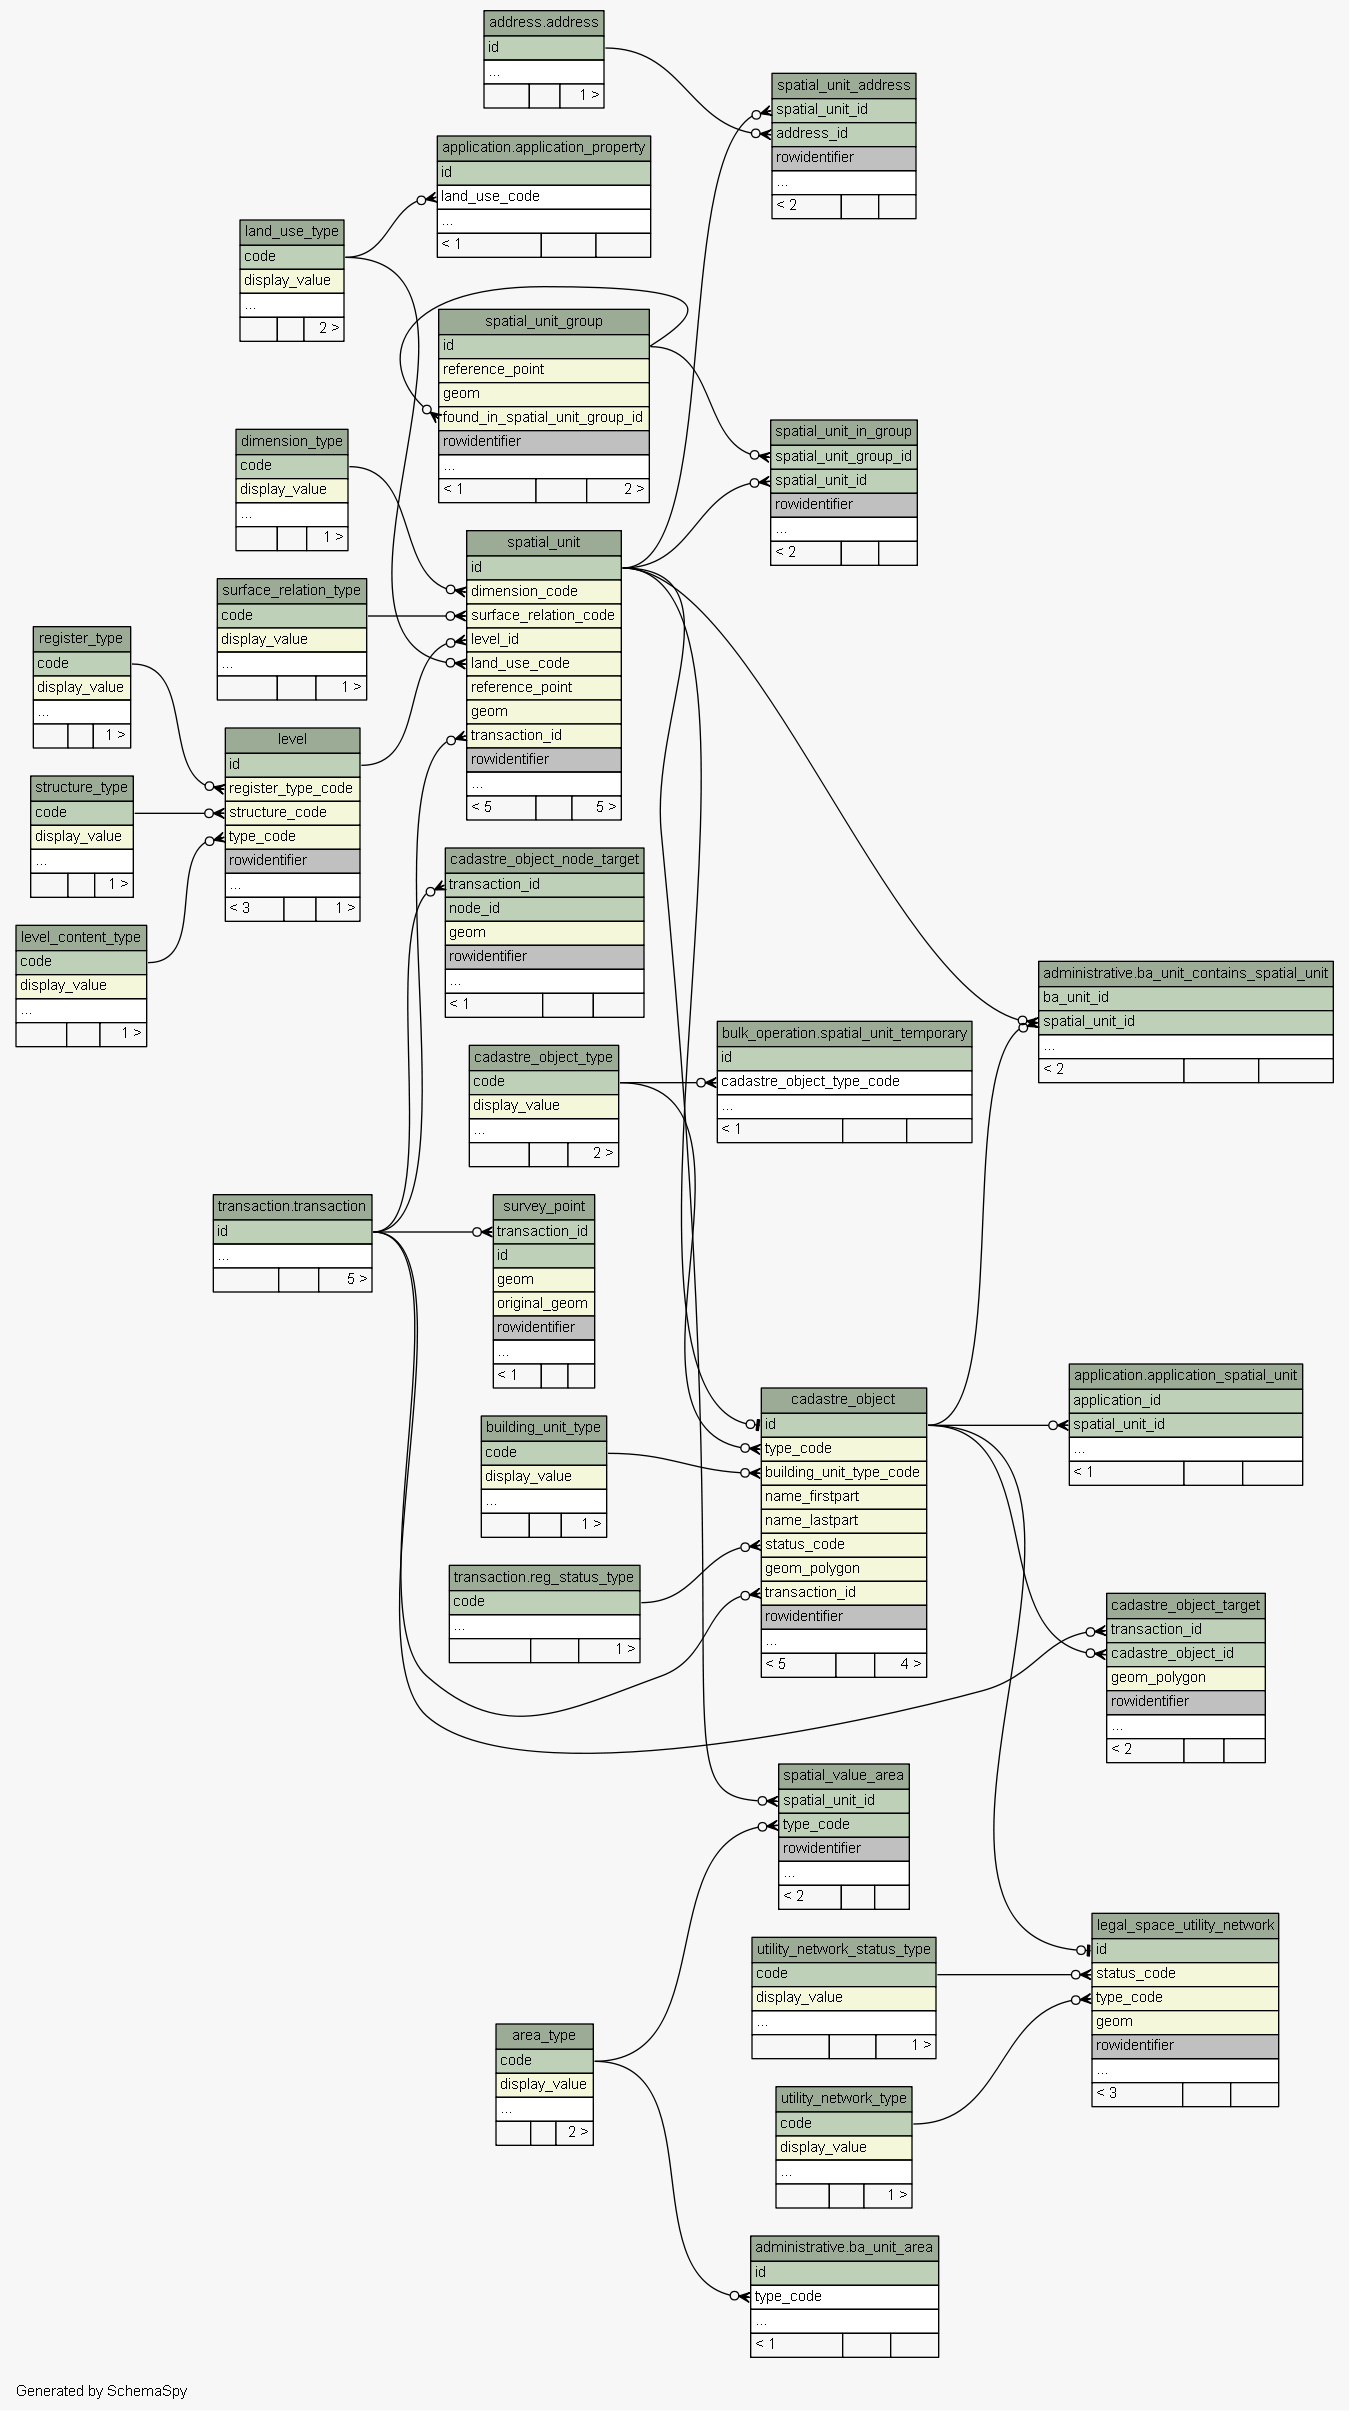 address.address
id
...
1 >
spatial_unit_address
spatial_unit_id
address_id
rowidentifier
...
< 2
application.application_property
id
land_use_code
...
< 1
land_use_type
code
display_value
...
2 >
spatial_unit_group
id
reference_point
geom
found_in_spatial_unit_group_id
rowidentifier
...
< 1 2 >
spatial_unit_in_group
spatial_unit_group_id
spatial_unit_id
rowidentifier
...
< 2
dimension_type
code
display_value
...
1 >
spatial_unit
id
dimension_code
surface_relation_code
level_id
land_use_code
reference_point
geom
transaction_id
rowidentifier
...
< 5 5 >
surface_relation_type
code
display_value
...
1 >
register_type
code
display_value
...
1 >
level
id
register_type_code
structure_code
type_code
rowidentifier
...
< 3 1 >
structure_type
code
display_value
...
1 >
level_content_type
code
display_value
...
1 >
cadastre_object_node_target
transaction_id
node_id
geom
rowidentifier
...
< 1
administrative.ba_unit_contains_spatial_unit
ba_unit_id
spatial_unit_id
...
< 2
bulk_operation.spatial_unit_temporary
id
cadastre_object_type_code
...
< 1
cadastre_object_type
code
display_value
...
2 >
transaction.transaction
id
...
5 >
survey_point
transaction_id
id
geom
original_geom
rowidentifier
...
< 1
application.application_spatial_unit
application_id
spatial_unit_id
...
< 1
cadastre_object
id
type_code
building_unit_type_code
name_firstpart
name_lastpart
status_code
geom_polygon
transaction_id
rowidentifier
...
< 5 4 >
building_unit_type
code
display_value
...
1 >
transaction.reg_status_type
code
...
1 >
cadastre_object_target
transaction_id
cadastre_object_id
geom_polygon
rowidentifier
...
< 2
spatial_value_area
spatial_unit_id
type_code
rowidentifier
...
< 2
legal_space_utility_network
id
status_code
type_code
geom
rowidentifier
...
< 3
utility_network_status_type
code
display_value
...
1 >
area_type
code
display_value
...
2 >
utility_network_type
code
display_value
...
1 >
administrative.ba_unit_area
id
type_code
...
< 1
Generated by SchemaSpy